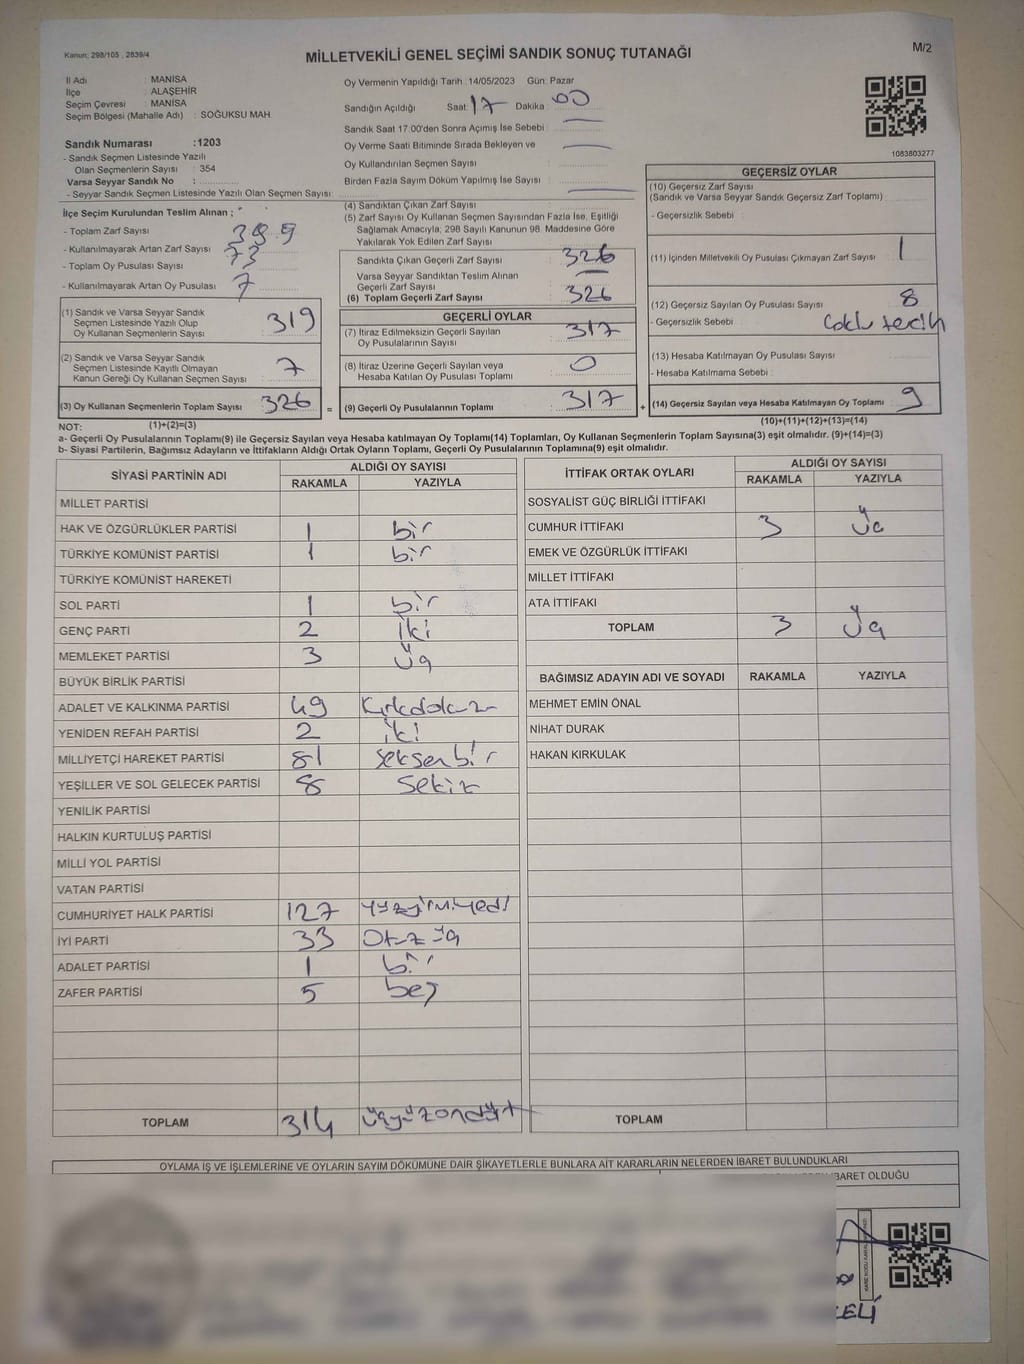 Kanun: 298/105 , 2839/4
MİLLETVEKİLİ GENEL SEÇİMİ SANDIK SONUÇ TUTANAĞI
M/2
İl Adı : MANİSA
İlçe : ALAŞEHİR
Seçim Çevresi : MANİSA
Seçim Bölgesi (Mahalle Adı) : SOĞUKSU MAH
Sandık Numarası :1203
- Sandık Seçmen Listesinde Yazılı
Olan Seçmenlerin Sayısı : 354
Varsa Seyyar Sandık No :
- Seyyar Sandık Seçmen Listesinde Yazılı Olan Seçmen Sayısı:
Oy Vermenin Yapıldığı Tarih :14/05/2023 Gün: Pazar
Sandığın Açıldığı Saat: 17 Dakika : 00
Sandık Saat 17.00'den Sonra Açımış İse Sebebi :
Oy Verme Saati Bitiminde Sırada Bekleyen ve
Oy Kullandırılan Seçmen Sayısı
Birden Fazla Sayım Döküm Yapılmış İse Sayısı :
1083803277
İlçe Seçim Kurulundan Teslim Alınan ;
- Toplam Zarf Sayısı : 399
- Kullanılmayarak Artan Zarf Sayısı : 73
- Toplam Oy Pusulası Sayısı :
- Kullanılmayarak Artan Oy Pusulası : 7
(1) Sandık ve Varsa Seyyar Sandık
Seçmen Listesinde Yazılı Olup
Oy Kullanan Seçmenlerin Sayısı : 319
(2) Sandık ve Varsa Seyyar Sandık
Seçmen Listesinde Kayıtlı Olmayan
Kanun Gereği Oy Kullanan Seçmen Sayısı : 7
(3) Oy Kullanan Seçmenlerin Toplam Sayısı : 326
(1)+(2)=(3)
(4) Sandıktan Çıkan Zarf Sayısı :
(5) Zarf Sayısı Oy Kullanan Seçmen Sayısından Fazla İse, Eşitliği
Sağlamak Amacıyla, 298 Sayılı Kanunun 98. Maddesine Göre
Yakılarak Yok Edilen Zarf Sayısı :
Sandıkta Çıkan Geçerli Zarf Sayısı : 326
Varsa Seyyar Sandıktan Teslim Alınan
Geçerli Zarf Sayısı :
(6) Toplam Geçerli Zarf Sayısı : 326
GEÇERLİ OYLAR
(7) İtiraz Edilmeksizin Geçerli Sayılan
Oy Pusulalarının Sayısı : 317
(8) İtiraz Üzerine Geçerli Sayılan veya
Hesaba Katılan Oy Pusulası Toplamı : 0
= (9) Geçerli Oy Pusulalarının Toplamı : 317 +
GEÇERSİZ OYLAR
(10) Geçersiz Zarf Sayısı
(Sandık ve Varsa Seyyar Sandık Geçersiz Zarf Toplamı) :
- Geçersizlik Sebebi :
(11) İçinden Milletvekili Oy Pusulası Çıkmayan Zarf Sayısı : 1
(12) Geçersiz Sayılan Oy Pusulası Sayısı : 8
- Geçersizlik Sebebi : Çoklu tercih
(13) Hesaba Katılmayan Oy Pusulası Sayısı :
- Hesaba Katılmama Sebebi :
(14) Geçersiz Sayılan veya Hesaba Katılmayan Oy Toplamı : 9
(10)+(11)+(12)+(13)=(14)
NOT:
a- Geçerli Oy Pusulalarının Toplamı(9) ile Geçersiz Sayılan veya Hesaba katılmayan Oy Toplamı(14) Toplamları, Oy Kullanan Seçmenlerin Toplam Sayısına(3) eşit olmalıdır. (9)+(14)=(3)
b- Siyasi Partilerin, Bağımsız Adayların ve İttifakların Aldığı Ortak Oyların Toplamı, Geçerli Oy Pusulalarının Toplamına(9) eşit olmalıdır.
SİYASİ PARTİNİN ADI ALDIĞI OY SAYISI
RAKAMLA YAZIYLA
MİLLET PARTİSİ
HAK VE ÖZGÜRLÜKLER PARTİSİ 1 bir
TÜRKİYE KOMÜNİST PARTİSİ 1 bir
TÜRKİYE KOMÜNİST HAREKETİ
SOL PARTİ 1 bir
GENÇ PARTİ 2 iki
MEMLEKET PARTİSİ 3 üç
BÜYÜK BİRLİK PARTİSİ
ADALET VE KALKINMA PARTİSİ 49 Kırkdokuz
YENİDEN REFAH PARTİSİ 2 iki
MİLLİYETÇİ HAREKET PARTİSİ 81 seksenbir
YEŞİLLER VE SOL GELECEK PARTİSİ 8 Sekiz
YENİLİK PARTİSİ
HALKIN KURTULUŞ PARTİSİ
MİLLİ YOL PARTİSİ
VATAN PARTİSİ
CUMHURİYET HALK PARTİSİ 127 yüzyirmiyedi
İYİ PARTİ 33 Otuz üç
ADALET PARTİSİ 1 bir
ZAFER PARTİSİ 5 beş
TOPLAM 314 üçyüzondört
İTTİFAK ORTAK OYLARI ALDIĞI OY SAYISI
RAKAMLA YAZIYLA
SOSYALİST GÜÇ BİRLİĞİ İTTİFAKI
CUMHUR İTTİFAKI 3 üç
EMEK VE ÖZGÜRLÜK İTTİFAKI
MİLLET İTTİFAKI
ATA İTTİFAKI
TOPLAM 3 üç
BAĞIMSIZ ADAYIN ADI VE SOYADI RAKAMLA YAZIYLA
MEHMET EMİN ÖNAL
NİHAT DURAK
HAKAN KIRKULAK
TOPLAM
OYLAMA İŞ VE İŞLEMLERİNE VE OYLARIN SAYIM DÖKÜMÜNE DAİR ŞİKAYETLERLE BUNLARA AİT KARARLARIN NELERDEN İBARET BULUNDUKLARI
İBARET OLDUĞU